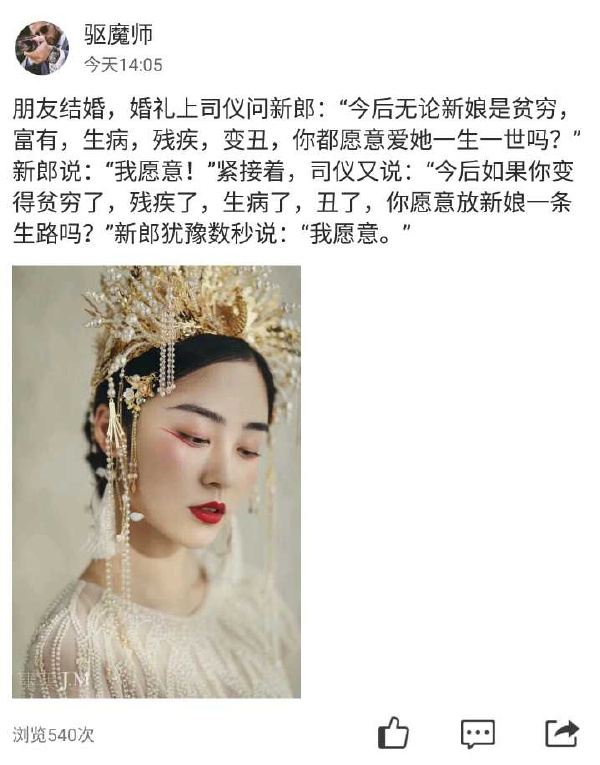 驱魔师
今天14:05
朋友结婚，婚礼上司仪问新郎：“今后无论新娘是贫穷，
富有，生病，残疾，变丑，你都愿意爱她一生一世吗？”
新郎说：“我愿意！”紧接着，司仪又说：“今后如果你变
得贫穷了，残疾了，生病了，丑了，你愿意放新娘一条
生路吗？”新郎犹豫数秒说：“我愿意。”
J.M
浏览540次